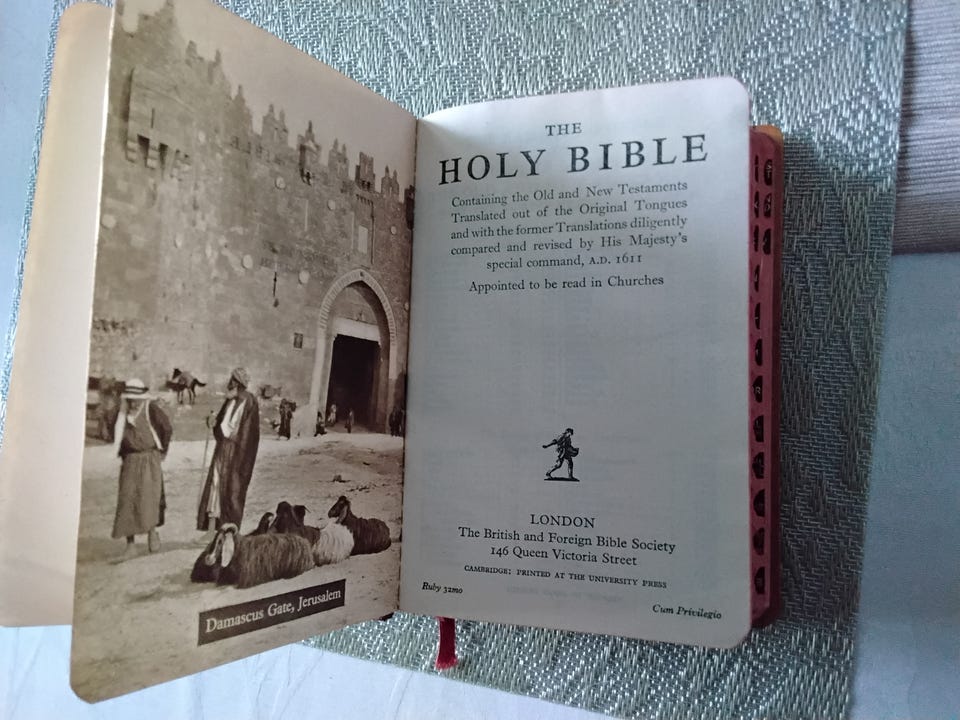 Damascus Gate, Jerusalem
THE
HOLY BIBLE
Containing the Old and New Testaments
Translated out of the Original Tongues
and with the former Translations diligently
compared and revised by His Majesty's
special command, A.D. 1611
Appointed to be read in Churches
LONDON
The British and Foreign Bible Society
146 Queen Victoria Street
CAMBRIDGE: PRINTED AT THE UNIVERSITY PRESS
Ruby 32mo
Cum Privilegio